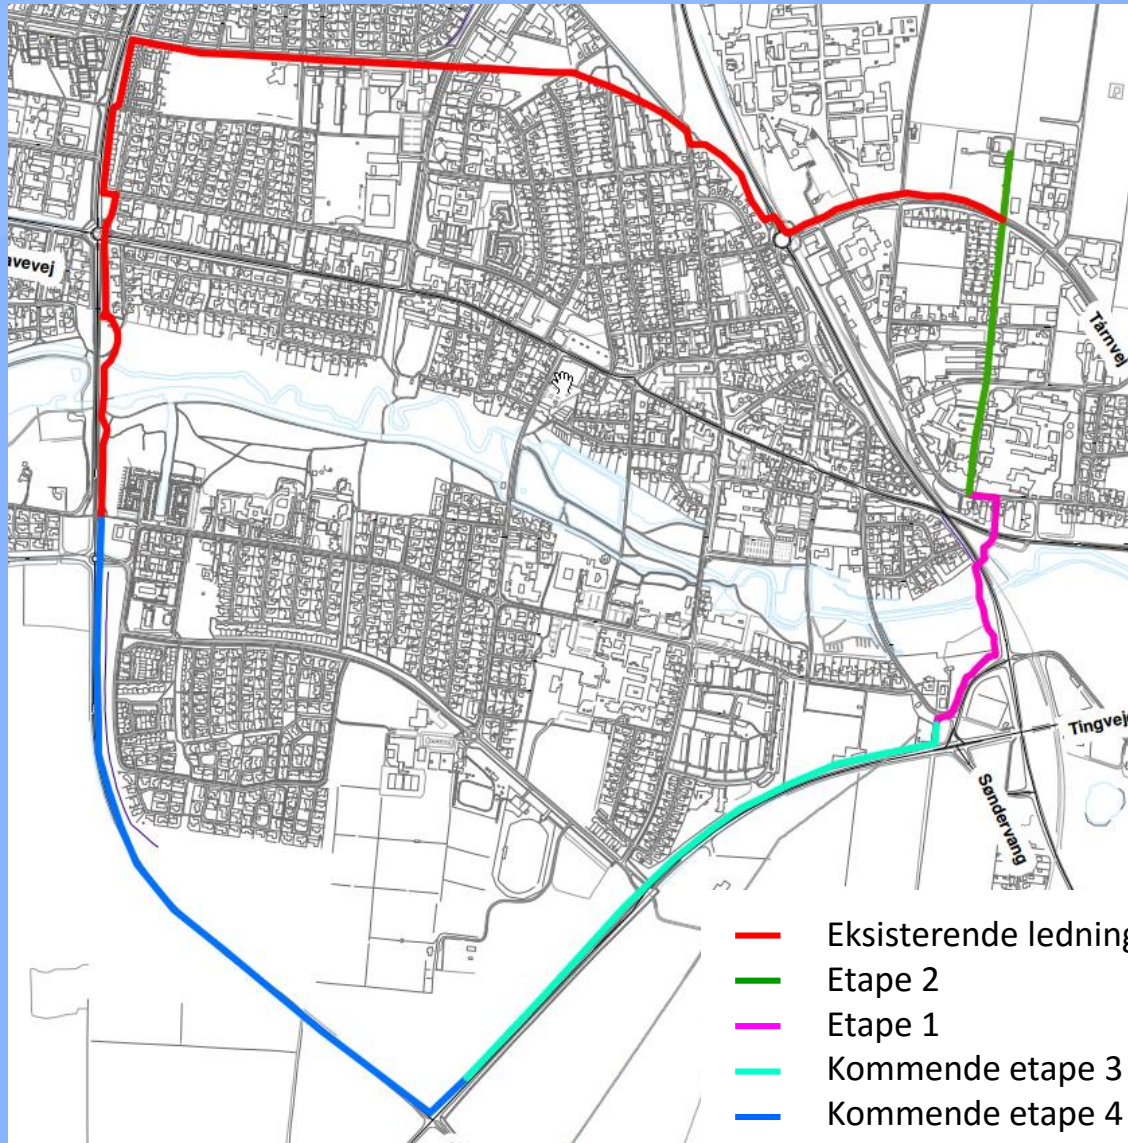 avevej
Tårnvej
Tingvej
Søndervang
Eksisterende ledning
Etape 2
Etape 1
Kommende etape 3
Kommende etape 4